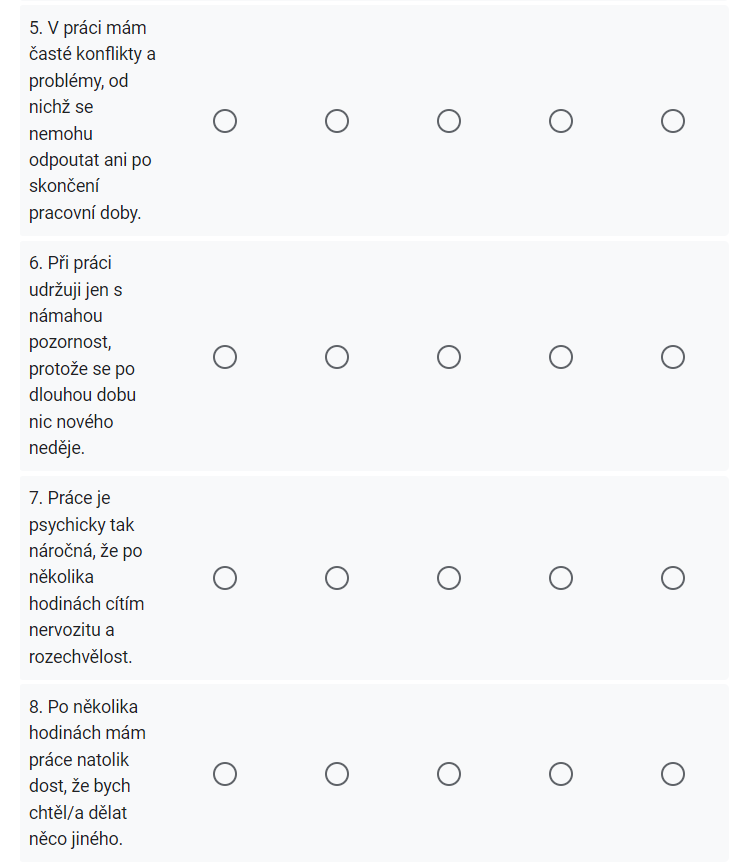 5. V práci mám
časté konflikty a
problémy, od
nichž se
nemohu
odpoutat ani po
skončení
pracovní doby.
6. Při práci
udržuji jen s
námahou
pozornost,
protože se po
dlouhou dobu
nic nového
neděje.
7. Práce je
psychicky tak
náročná, že po
několika
hodinách cítím
nervozitu a
rozechvělost.
8. Po několika
hodinách mám
práce natolik
dost, že bych
chtěl/a dělat
něco jiného.